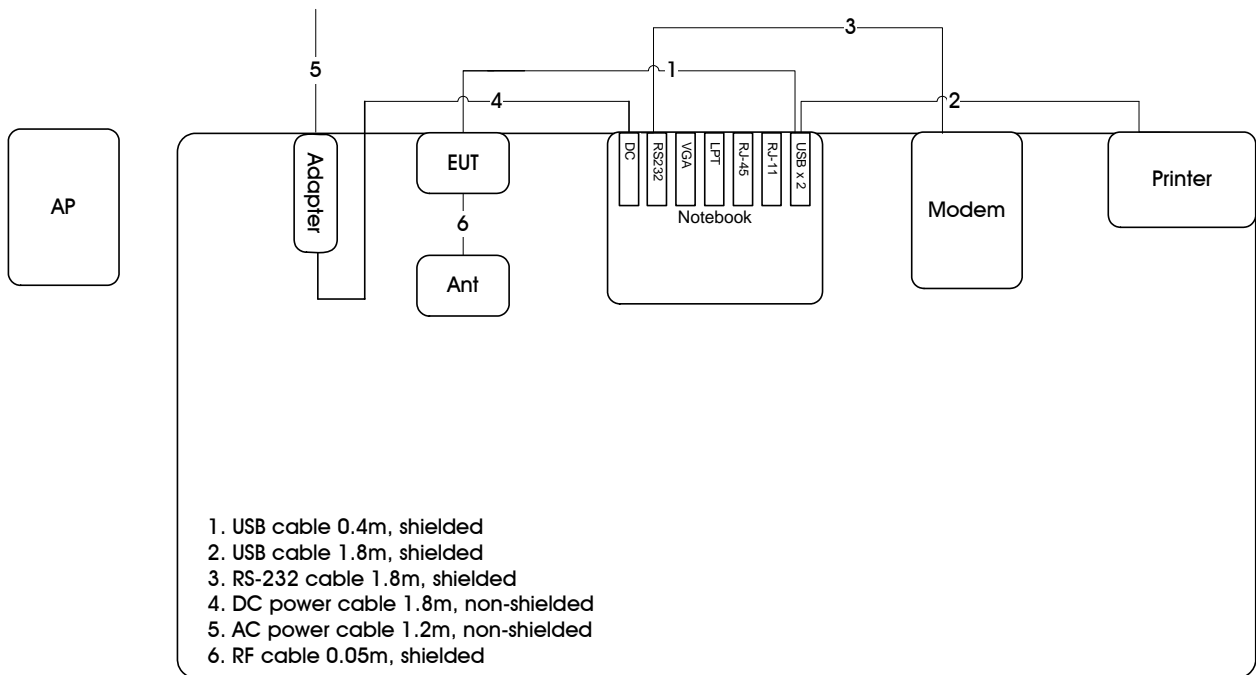 3
5
1
4
2
AP
Adapter
EUT
DC
RS232
VGA
LPT
RJ-45
RJ-11
USB x 2
Notebook
Modem
Printer
6
Ant
1. USB cable 0.4m, shielded
2. USB cable 1.8m, shielded
3. RS-232 cable 1.8m, shielded
4. DC power cable 1.8m, non-shielded
5. AC power cable 1.2m, non-shielded
6. RF cable 0.05m, shielded